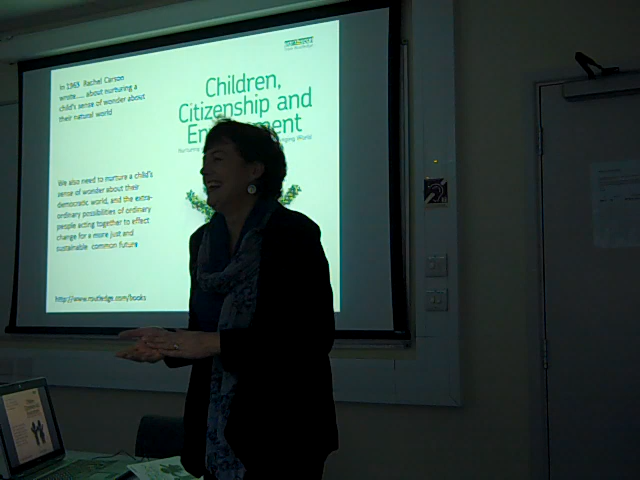 In 1963 Rachel Carson
wrote..... about nurturing a
child's sense of wonder about
their natural world
Children,
Citizenship and
We also need to nurture a child's
sense of wonder about their
democratic world, and the extra-
ordinary possibilities of ordinary
people acting together to effect
change for a more just and
sustainable common future
http://www.routledge.com/books